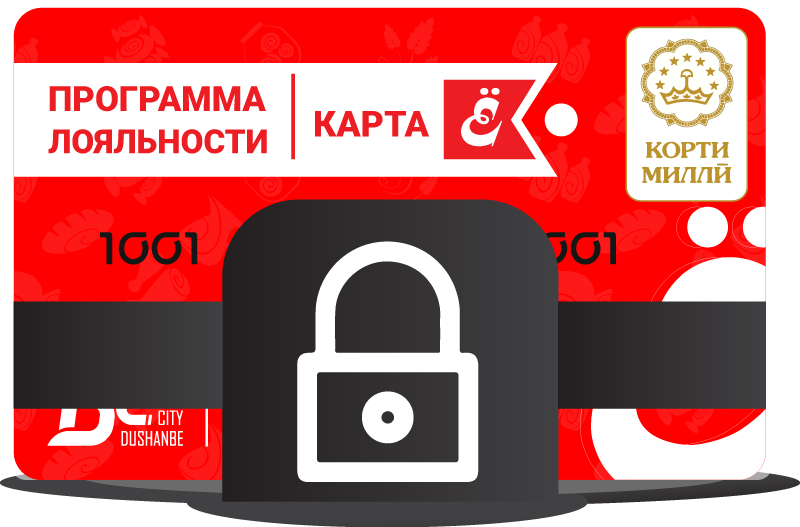 ПРОГРАММА
ЛОЯЛЬНОСТИ
КАРТА
Ӵ
КОРТИ
МИЛЛӢ
1001
CITY
DUSHANBE